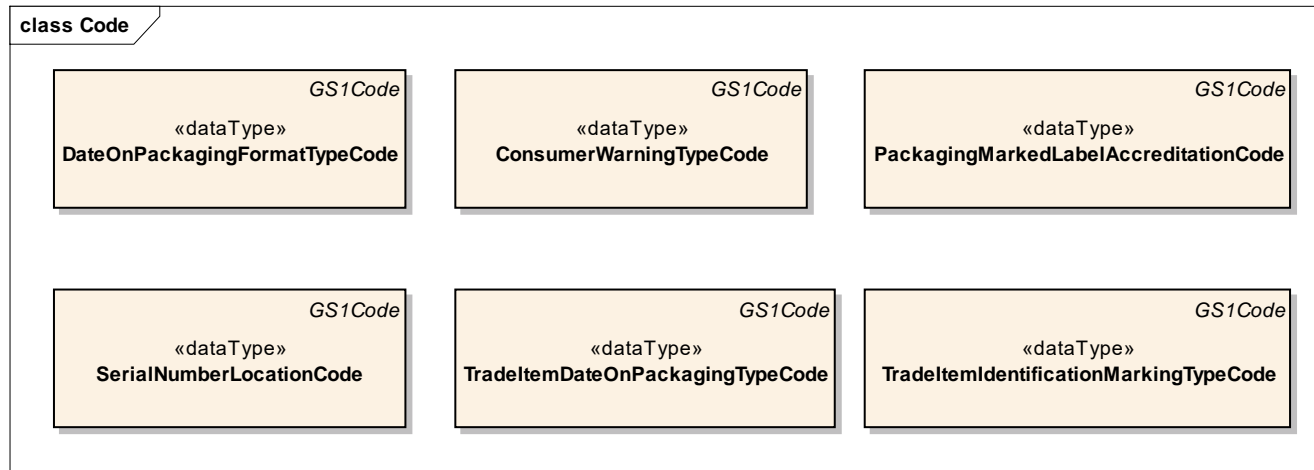 class Code
GS1Code
«dataType»
DateOnPackagingFormatTypeCode
GS1Code
«dataType»
ConsumerWarningTypeCode
GS1Code
«dataType»
PackagingMarkedLabelAccreditationCode
GS1Code
«dataType»
SerialNumberLocationCode
GS1Code
«dataType»
TradeItemDateOnPackagingTypeCode
GS1Code
«dataType»
TradeItemIdentificationMarkingTypeCode